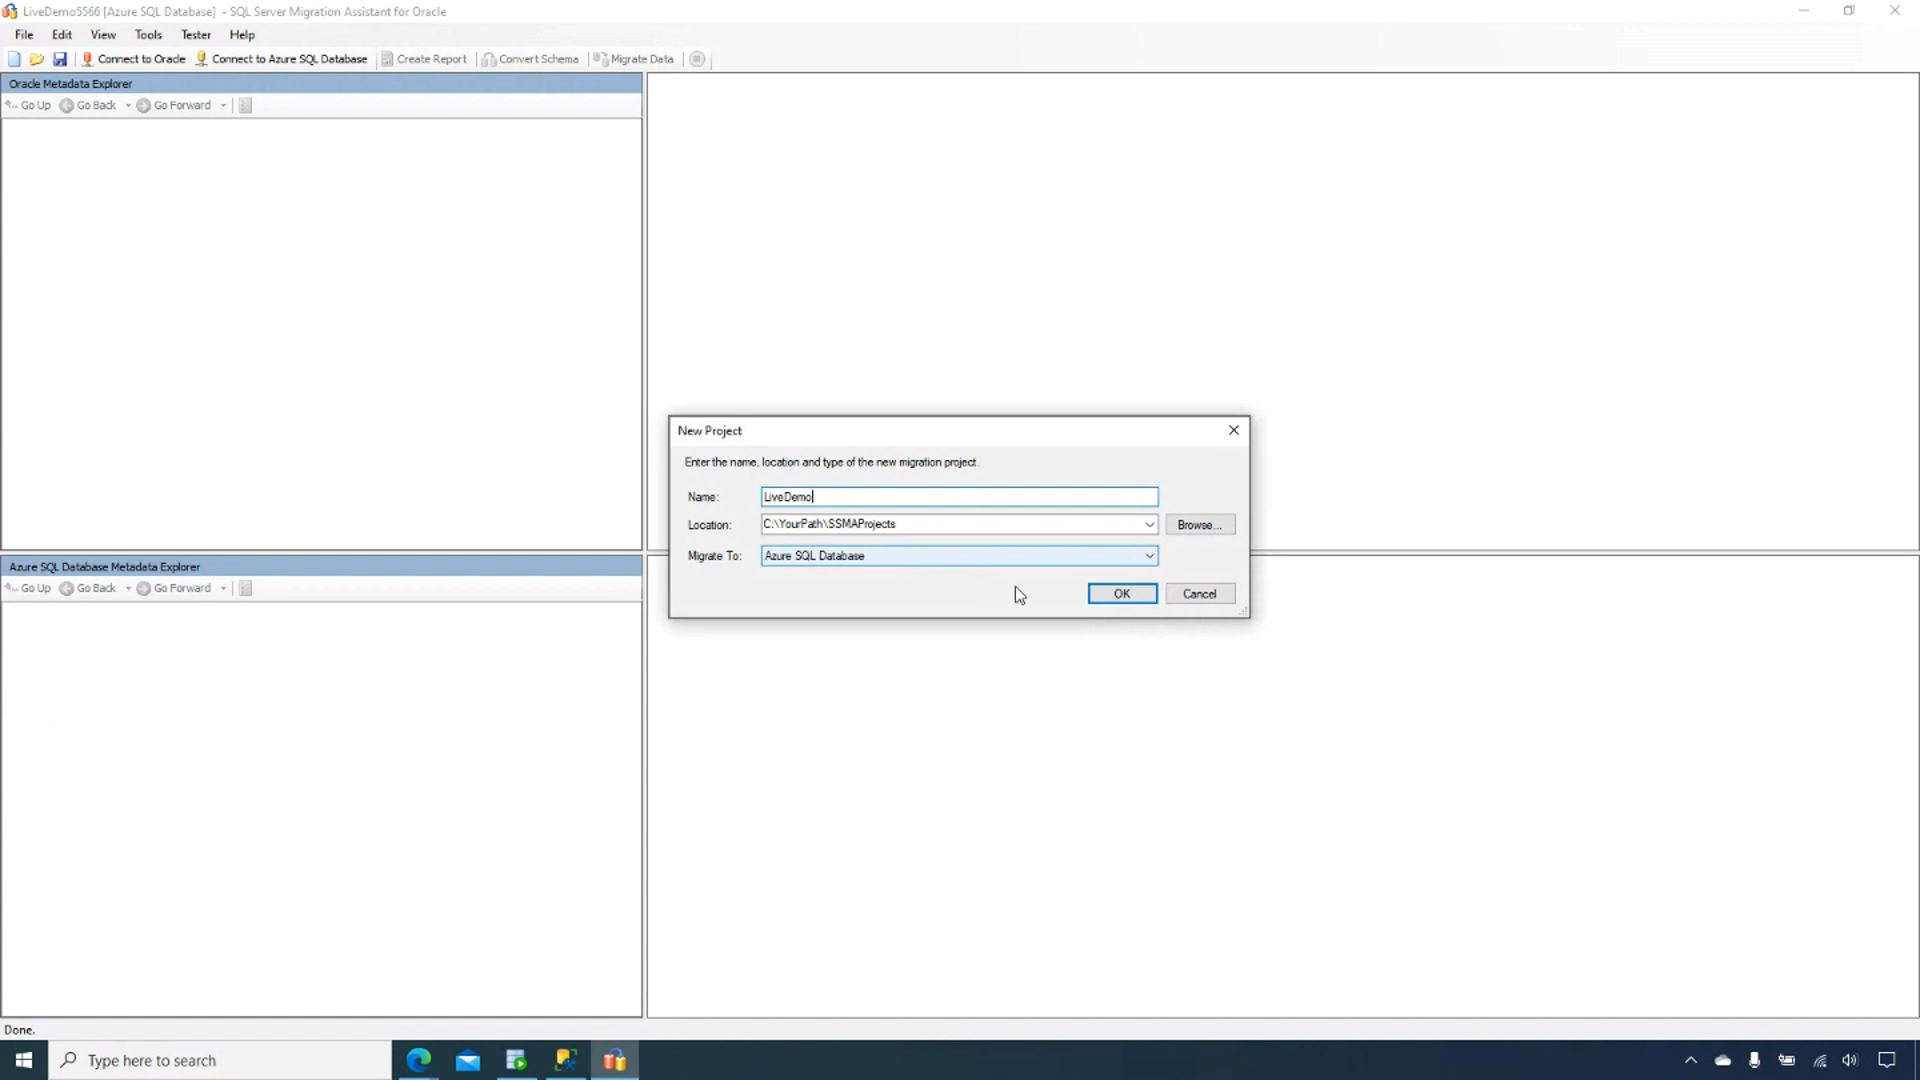 LiveDemo5566 [Azure SQL Database] - SQL Server Migration Assistant for Oracle
File Edit View Tools Tester Help
Connect to Oracle Connect to Azure SQL Database Create Report Convert Schema Migrate Data
Oracle Metadata Explorer
Go Up Go Back Go Forward
New Project
Enter the name, location and type of the new migration project.
Name: LiveDemo
Location: C:\YourPath\SSMAProjects Browse...
Migrate To: Azure SQL Database
OK Cancel
Azure SQL Database Metadata Explorer
Go Up Go Back Go Forward
Done.
Type here to search